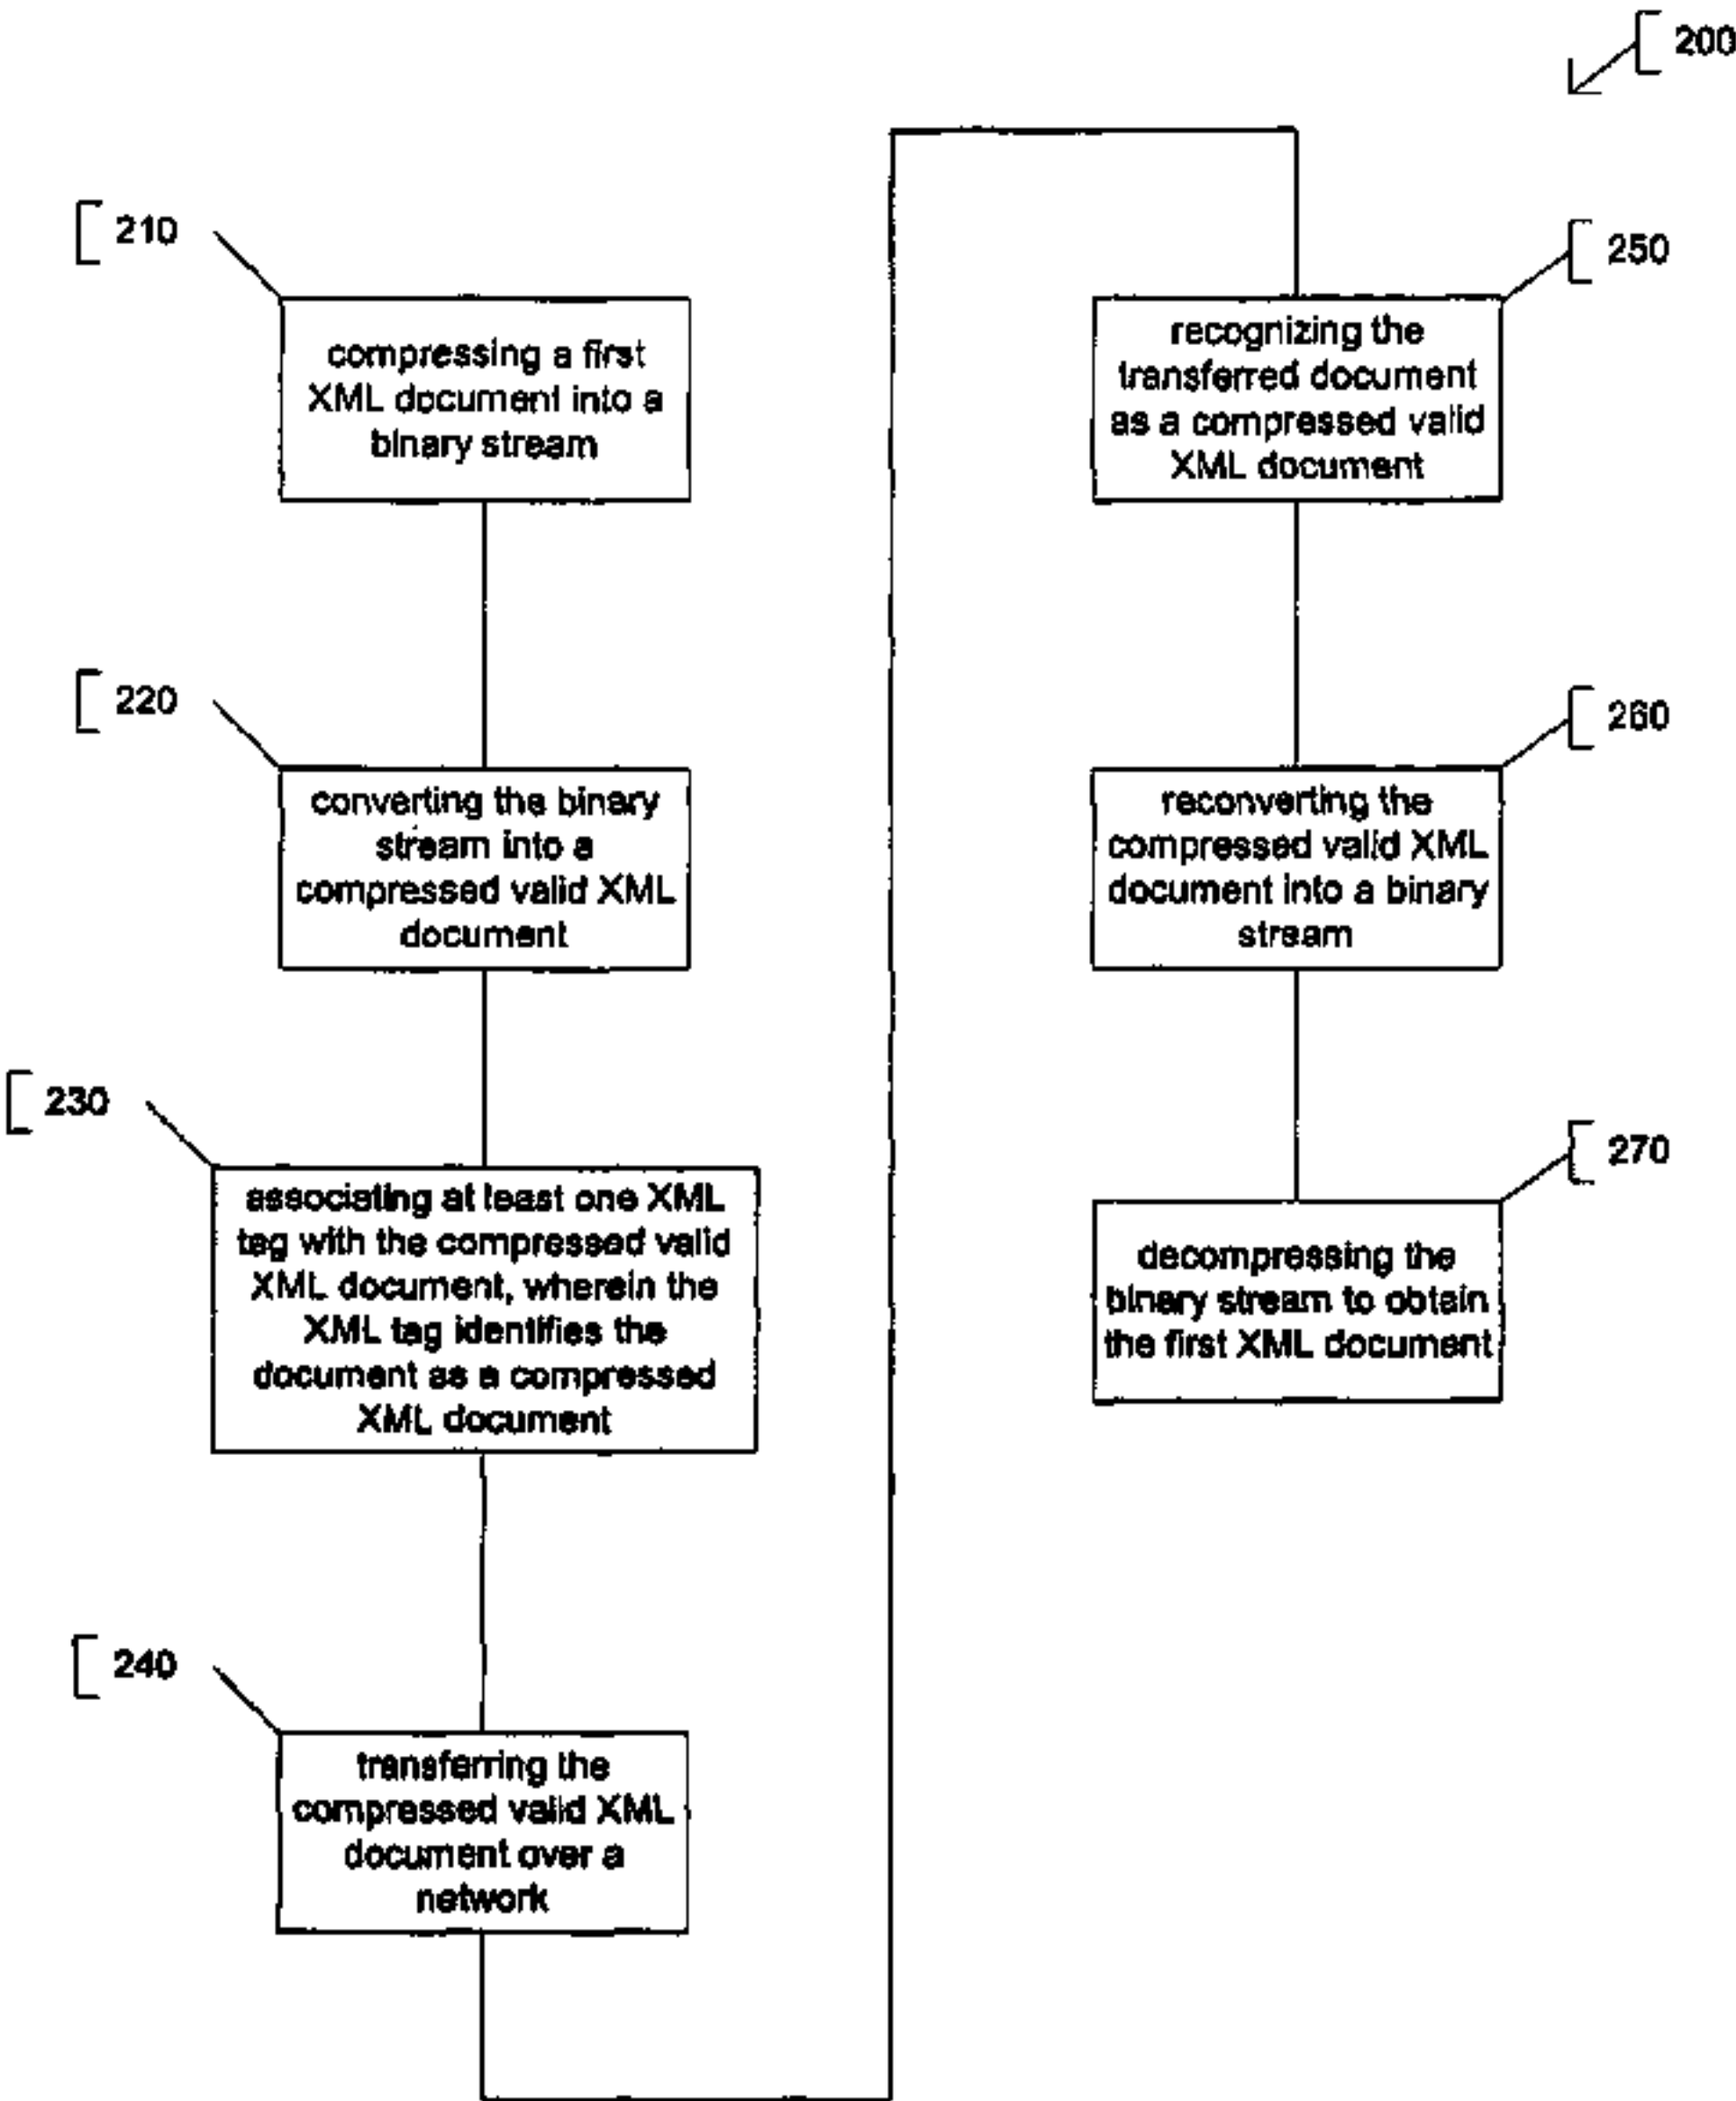 200
210
compressing a first
XML document into a
binary stream
220
converting the binary
stream into a
compressed valid XML
document
230
associating at least one XML
tag with the compressed valid
XML document, wherein the
XML tag identifies the
document as a compressed
XML document
240
transferring the
compressed valid XML
document over a
network
250
recognizing the
transferred document
as a compressed valid
XML document
260
reconverting the
compressed valid XML
document into a binary
stream
270
decompressing the
binary stream to obtain
the first XML document